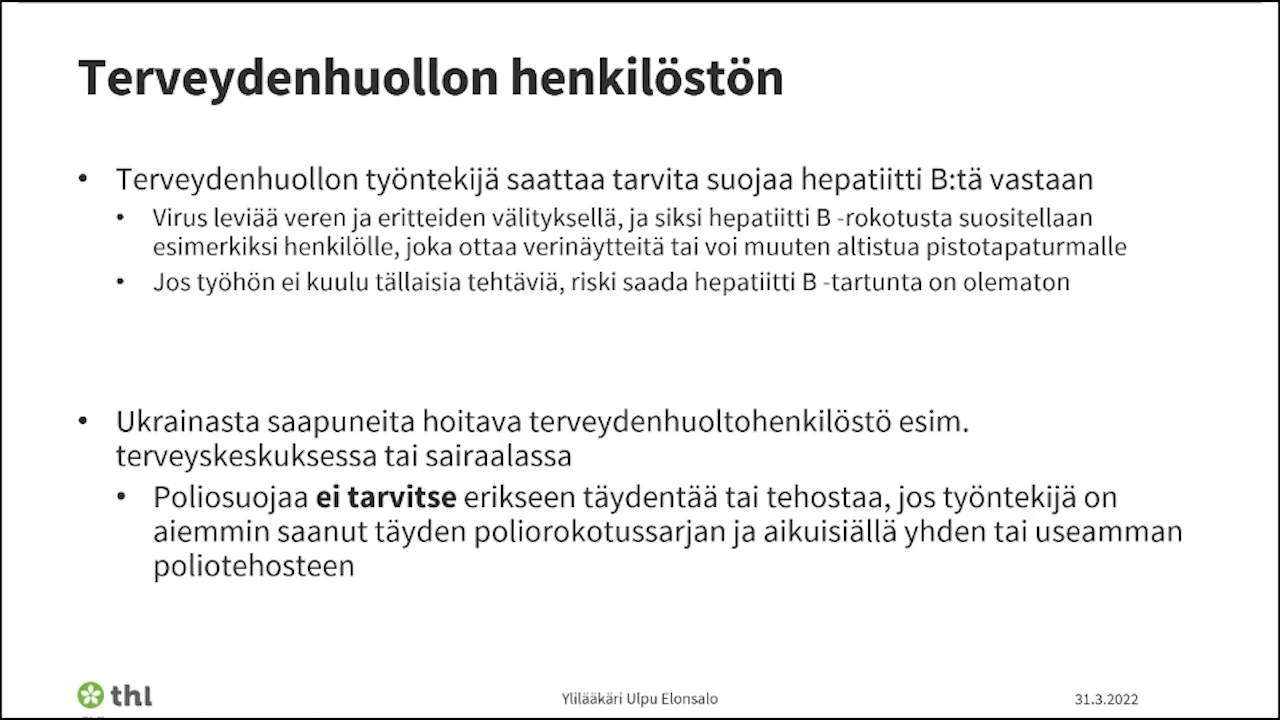 Terveydenhuollon henkilöstön
• Terveydenhuollon työntekijä saattaa tarvita suojaa hepatiitti B:tä vastaan
• Virus leviää veren ja eritteiden välityksellä, ja siksi hepatiitti B -rokotusta suositellaan
esimerkiksi henkilölle, joka ottaa verinäytteitä tai voi muuten altistua pistotapaturmalle
• Jos työhön ei kuulu tällaisia tehtäviä, riski saada hepatiitti B -tartunta on olematon
• Ukrainasta saapuneita hoitava terveydenhuoltohenkilöstö esim.
terveyskeskuksessa tai sairaalassa
• Poliosuojaa ei tarvitse erikseen täydentää tai tehostaa, jos työntekijä on
aiemmin saanut täyden poliorokotussarjan ja aikuisiällä yhden tai useamman
poliotehosteen
thl
Ylilääkäri Ulpu Elonsalo
31.3.2022